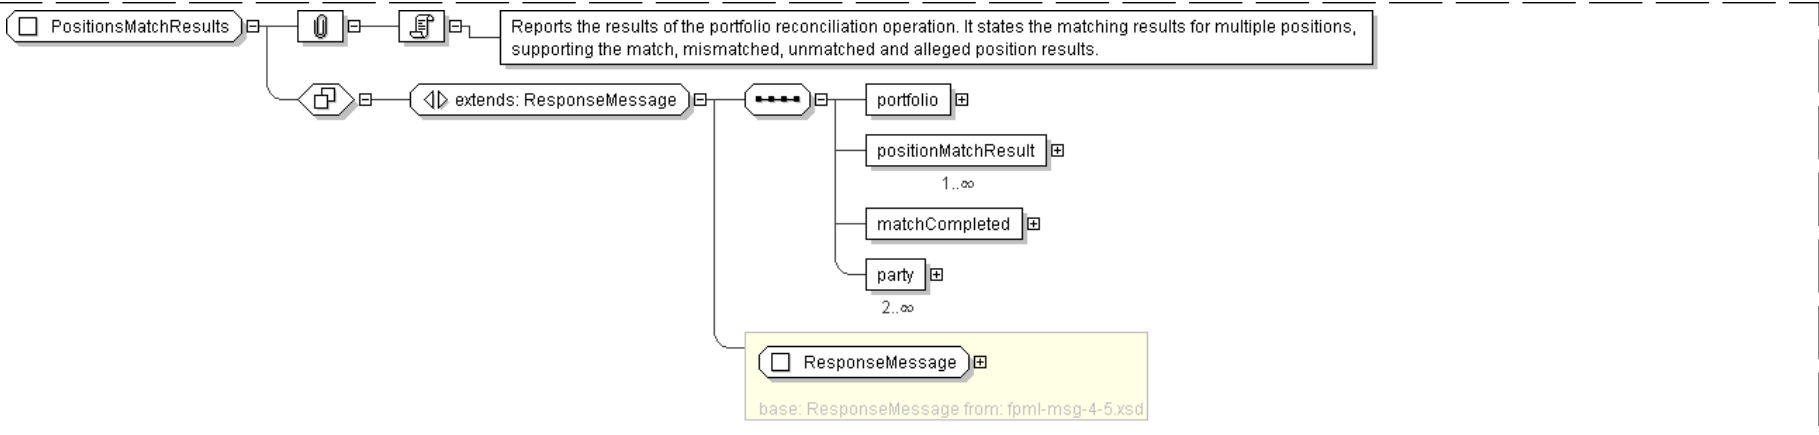 PositionsMatchResults
Reports the results of the portfolio reconciliation operation. It states the matching results for multiple positions,
supporting the match, mismatched, unmatched and alleged position results.
extends: ResponseMessage
portfolio
positionMatchResult
1..∞
matchCompleted
party
2..∞
ResponseMessage
base: ResponseMessage from: fpml-msg-4-5.xsd